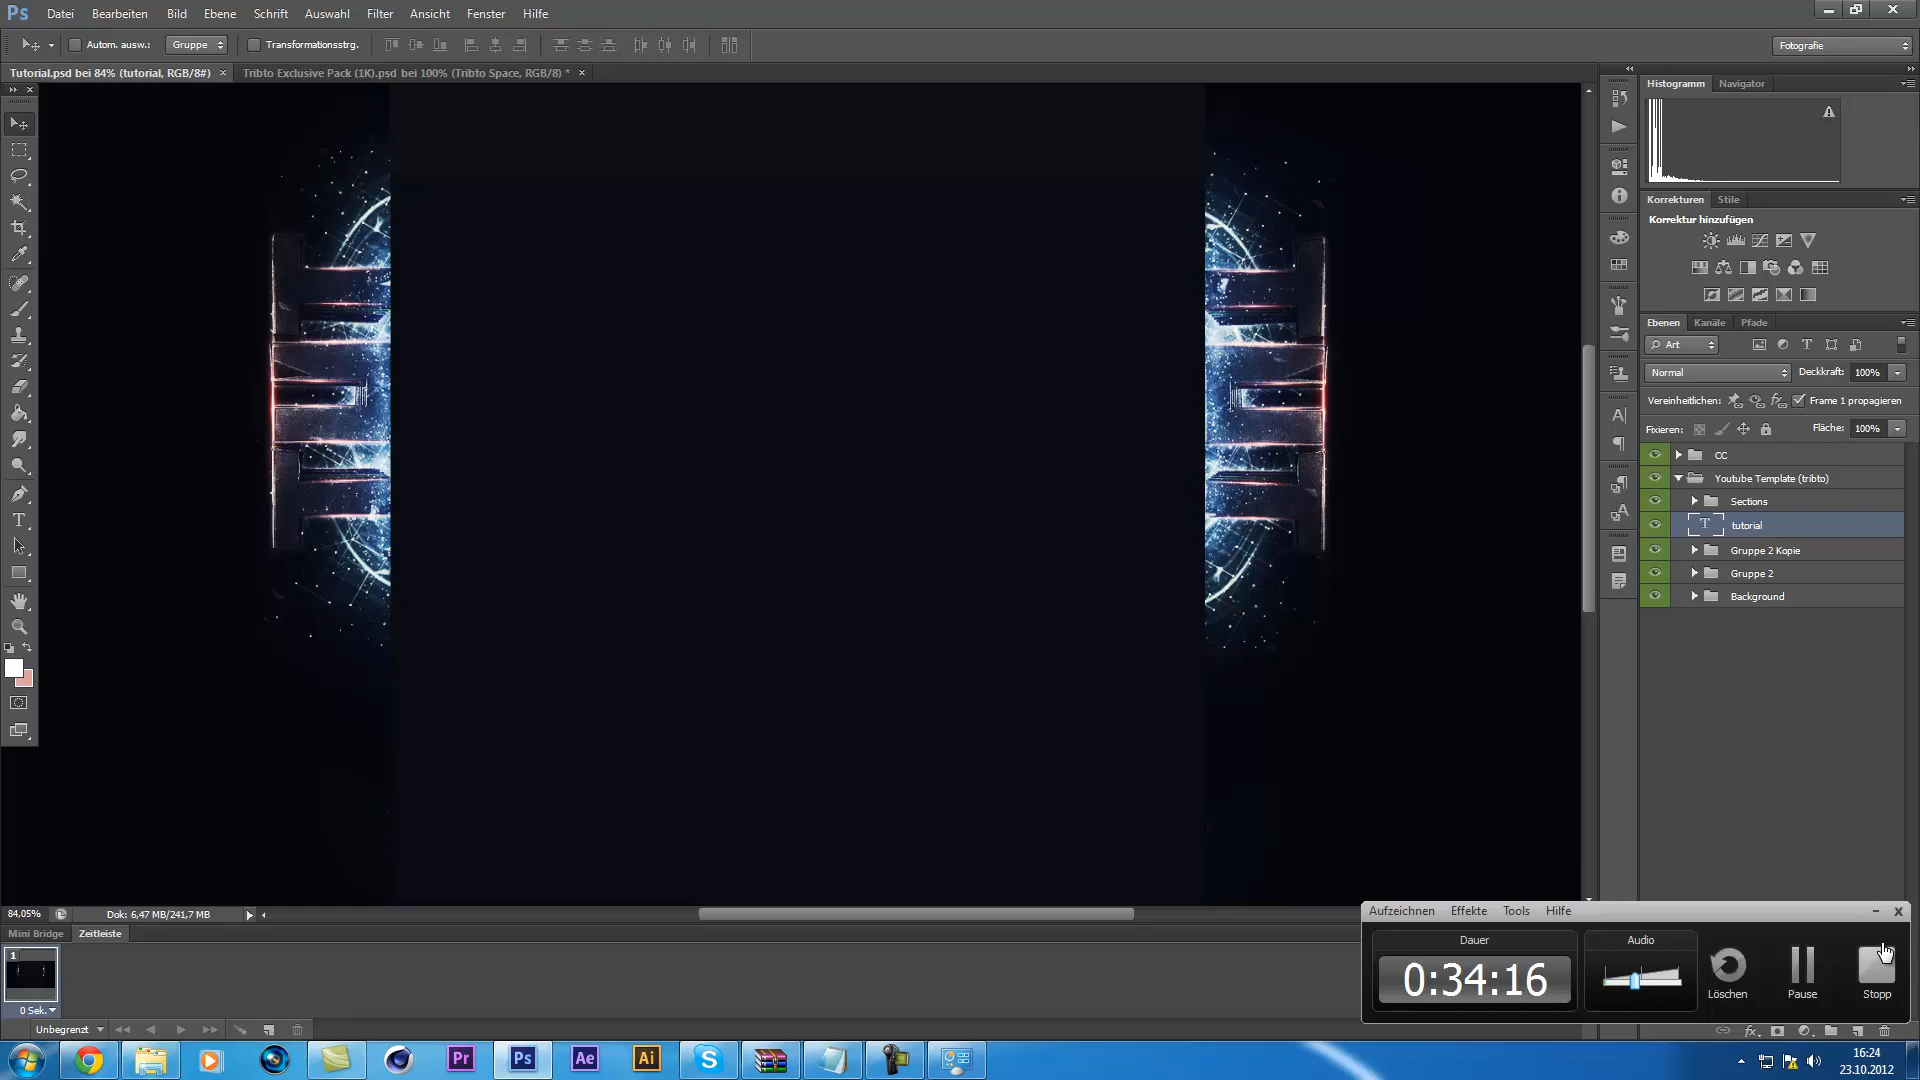 Ps Datei Bearbeiten Bild Ebene Schrift Auswahl Filter Ansicht Fenster Hilfe
Autom. ausw.: Gruppe Transformationsstrg. Fotografie
Tutorial.psd bei 84% (tutorial, RGB/8#) × Tribto Exclusive Pack (1K).psd bei 100% (Tribto Space, RGB/8) * ×
Histogramm Navigator
Korrekturen Stile
Korrektur hinzufügen
Ebenen Kanäle Pfade
Art
Normal Deckkraft: 100%
Vereinheitlichen: Frame 1 propagieren
Fixieren: Fläche: 100%
CC
Youtube Template (tribto)
Sections
T tutorial
Gruppe 2 Kopie
Gruppe 2
Background
84,05% Dok: 6,47 MB/241,7 MB
Mini Bridge Zeitleiste
1
0 Sek.
Unbegrenzt
Aufzeichnen Effekte Tools Hilfe
Dauer Audio
0:34:16
Löschen Pause Stopp
Pr Ps Ae Ai
16:24
23.10.2012